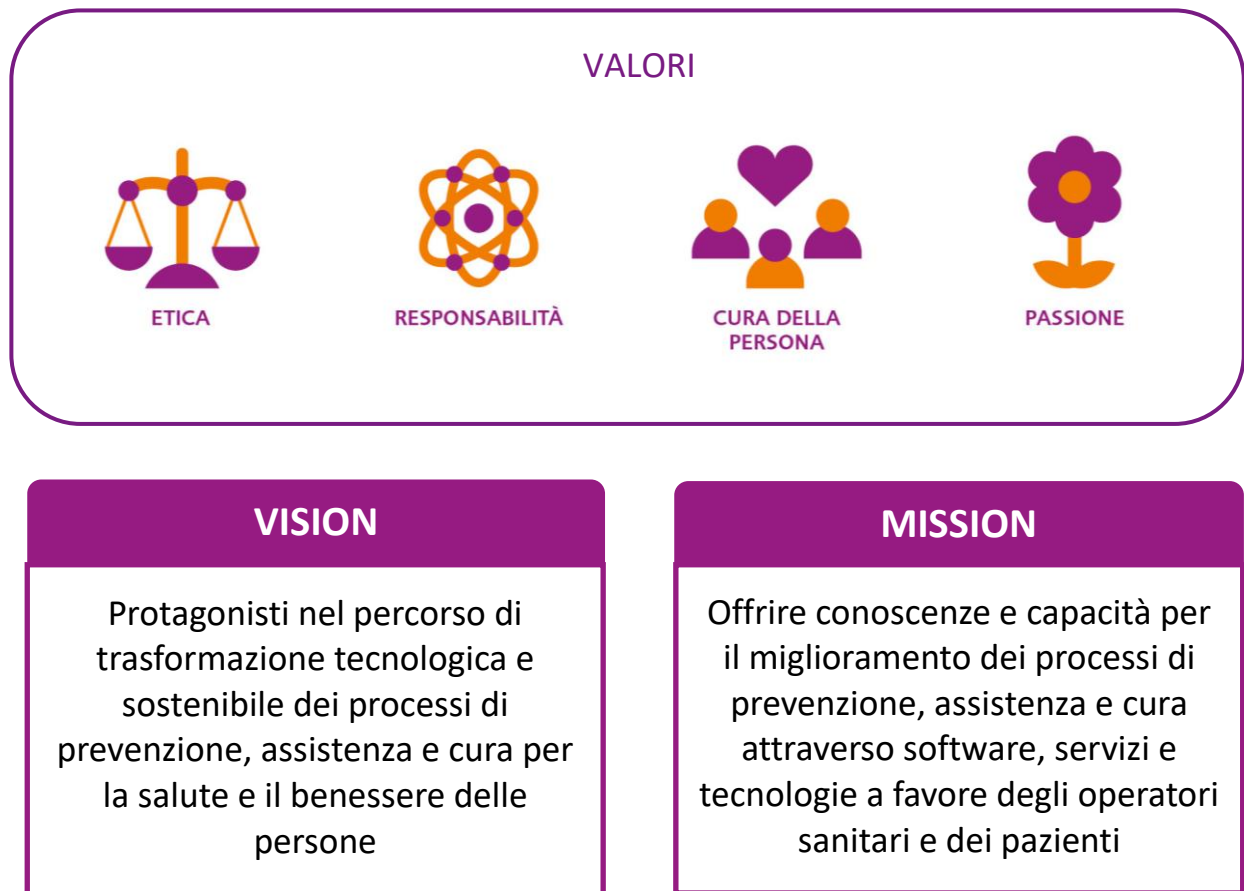 VALORI
ETICA
RESPONSABILITÀ
CURA DELLA
PERSONA
PASSIONE
VISION
Protagonisti nel percorso di
trasformazione tecnologica e
sostenibile dei processi di
prevenzione, assistenza e cura per
la salute e il benessere delle
persone
MISSION
Offrire conoscenze e capacità per
il miglioramento dei processi di
prevenzione, assistenza e cura
attraverso software, servizi e
tecnologie a favore degli operatori
sanitari e dei pazienti